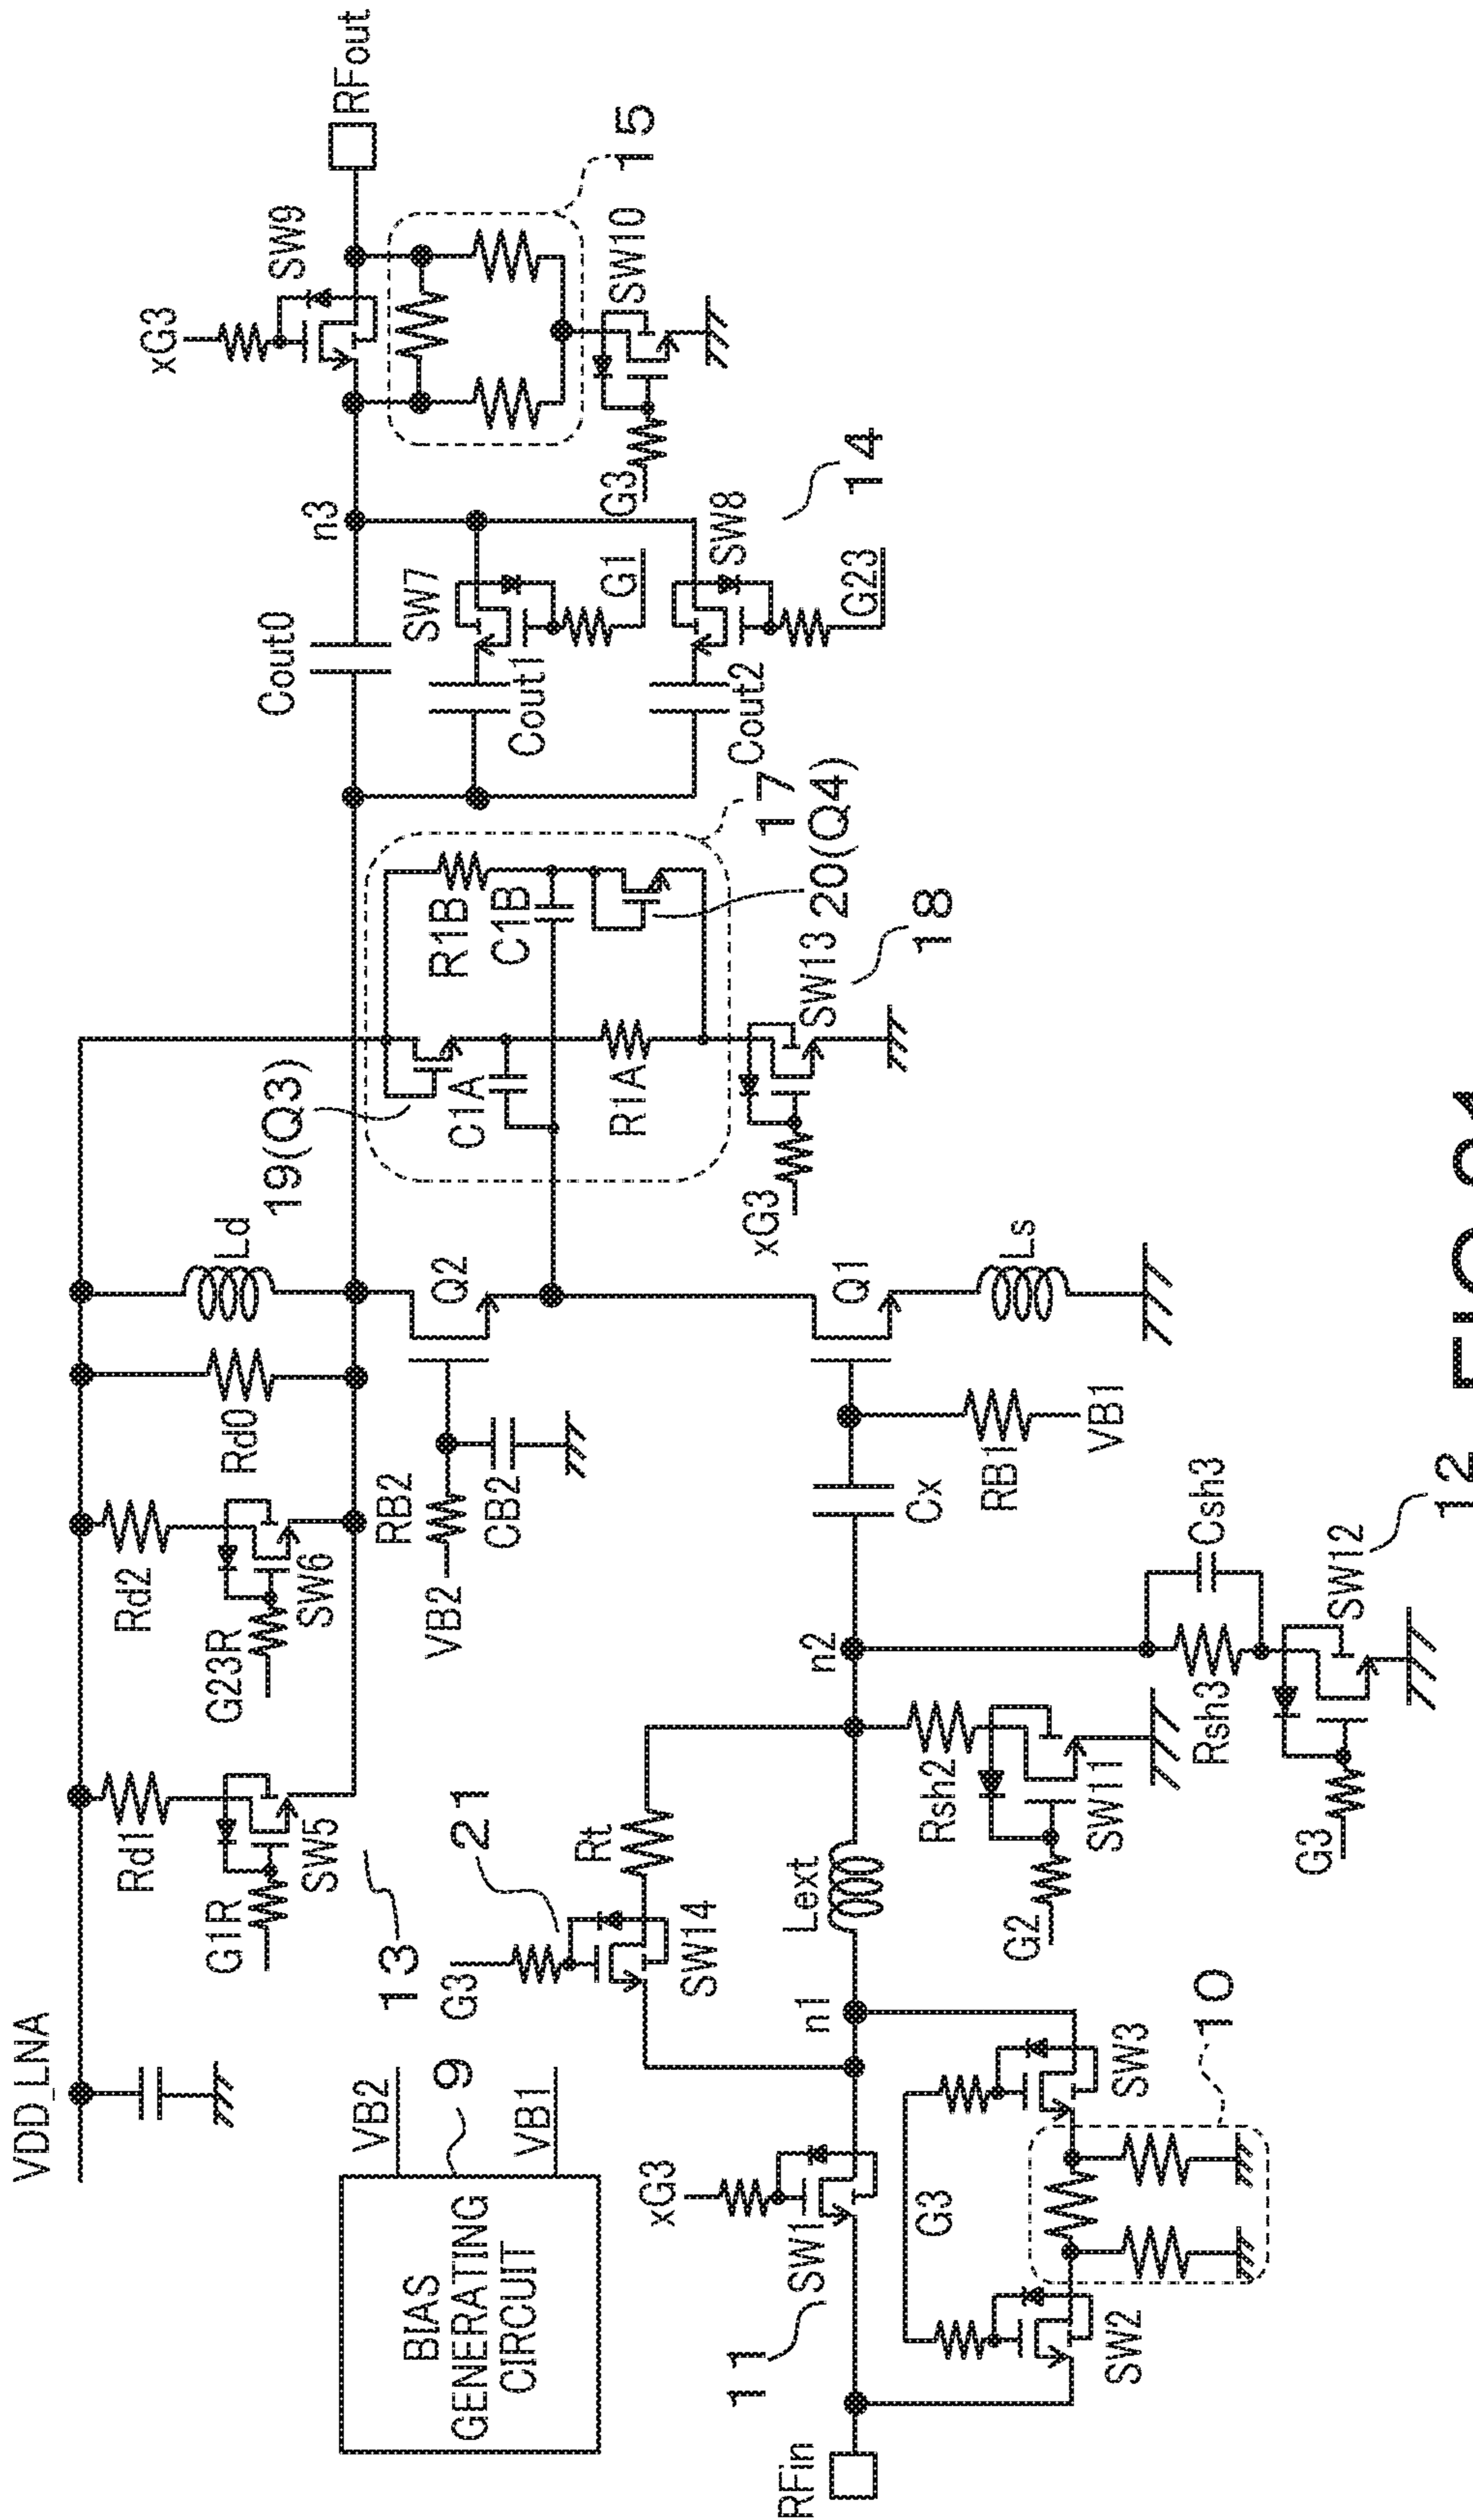 VDD_LNA
G1R
Rd1
SW5
13
G23R
Rd2
SW6
Rd0
Ld
19(Q3)
Cout0
n3
xG3
SW9
RFout
15
BIAS
GENERATING
CIRCUIT
VB2
VB1
9
G3
21
SW14
Rt
VB2
RB2
CB2
Q2
C1A
R1A
R1B
C1B
17
20(Q4)
xG3
SW13
18
SW7
Cout1
G1
Cout2
SW8
G23
14
G3
SW10
RFin
11
xG3
SW1
n1
Lext
n2
Cx
RB1
VB1
Q1
Ls
SW2
G3
SW3
10
G2
Rsh2
SW11
G3
Rsh3
Csh3
SW12
12